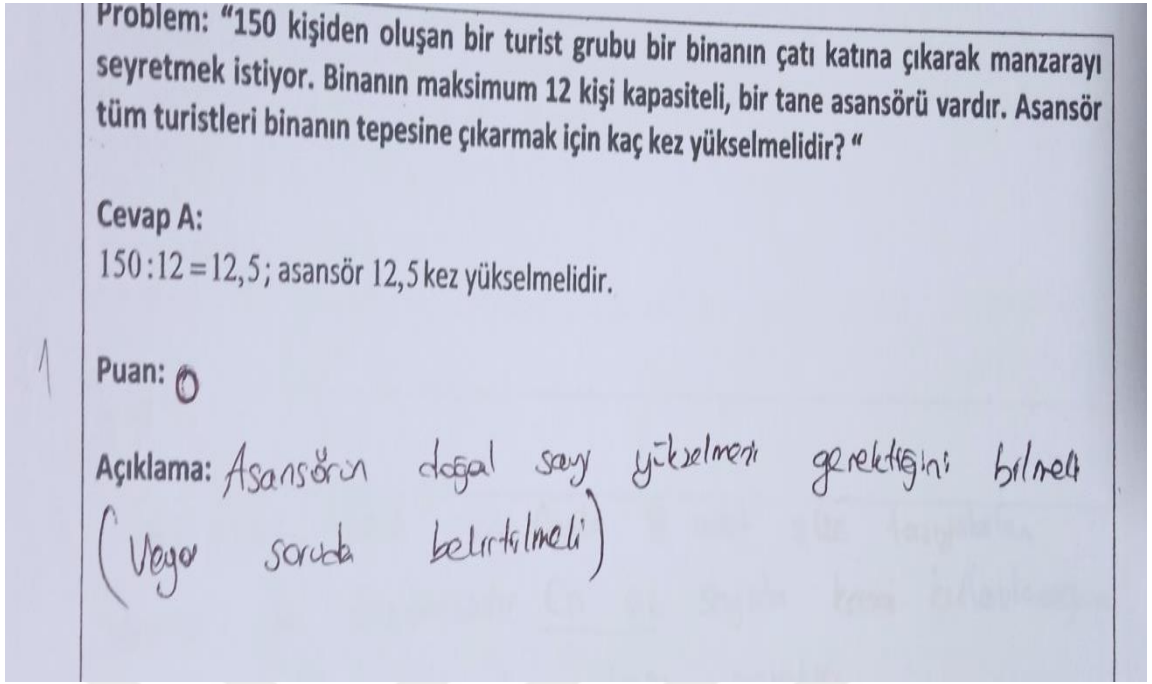 Problem: “150 kişiden oluşan bir turist grubu bir binanın çatı katına çıkarak manzarayı
seyretmek istiyor. Binanın maksimum 12 kişi kapasiteli, bir tane asansörü vardır. Asansör
tüm turistleri binanın tepesine çıkarmak için kaç kez yükselmelidir? “
Cevap A:
150:12=12,5; asansör 12,5 kez yükselmelidir.
1
Puan: 0
Açıklama: Asansörün doğal sayı yükselmesi gerektiğini bilmeli
(Veya soruda belirtilmeli)